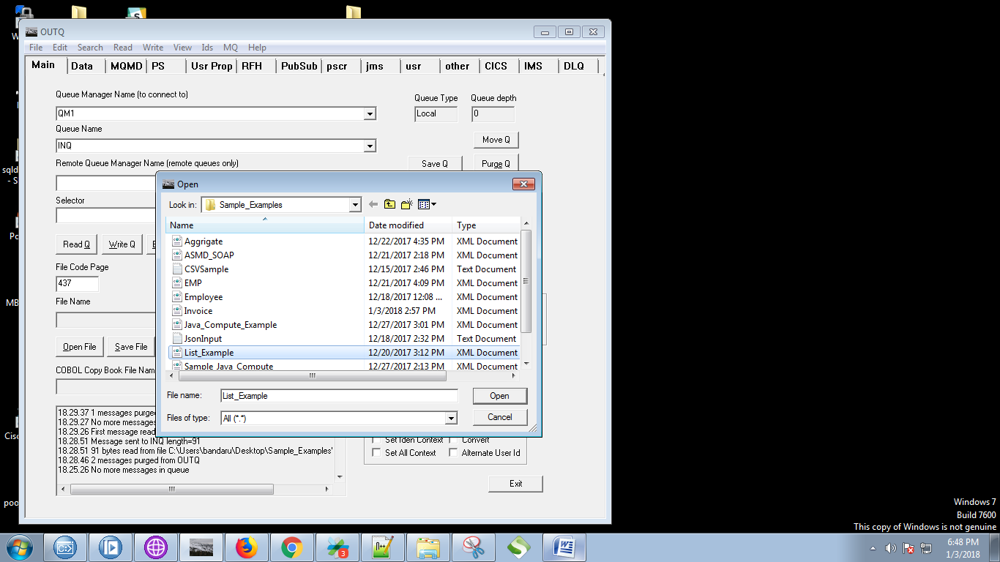 OUTQ
File Edit Search Read Write View Ids MQ Help
Main Data MQMD PS Usr Prop RFH PubSub pscr jms usr other CICS IMS DLQ
Queue Manager Name (to connect to)
Queue Type Queue depth
QM1
Local 0
Queue Name
Move Q
INQ
Remote Queue Manager Name (remote queues only)
Save Q Purge Q
Selector
Read Q Write Q
File Code Page
437
File Name
Open File Save File
COBOL Copy Book File Nam
Open
Look in: Sample_Examples
Name Date modified Type
Aggrigate 12/22/2017 4:35 PM XML Document
ASMD_SOAP 12/21/2017 2:18 PM XML Document
CSVSample 12/15/2017 2:46 PM Text Document
EMP 12/21/2017 4:09 PM XML Document
Employee 12/18/2017 12:08 ... XML Document
Invoice 1/3/2018 2:57 PM XML Document
Java_Compute_Example 12/27/2017 3:01 PM XML Document
JsonInput 12/18/2017 2:32 PM Text Document
List_Example 12/20/2017 3:12 PM XML Document
Sample_Java_Compute 12/27/2017 2:13 PM XML Document
File name: List_Example Open
Files of type: All (*.*) Cancel
18.29.37 1 messages purged
18.29.27 No more messages
18.29.26 First message read
18.28.51 Message sent to INQ length=91
18.28.51 91 bytes read from file C:\Users\bandaru\Desktop\Sample_Examples\
18.28.46 2 messages purged from OUTQ
18.25.26 No more messages in queue
Set Iden Context Convert
Set All Context Alternate User Id
Exit
sqld
- S
Po
MB
Cisc
poo
Windows 7
Build 7600
This copy of Windows is not genuine
6:48 PM
1/3/2018